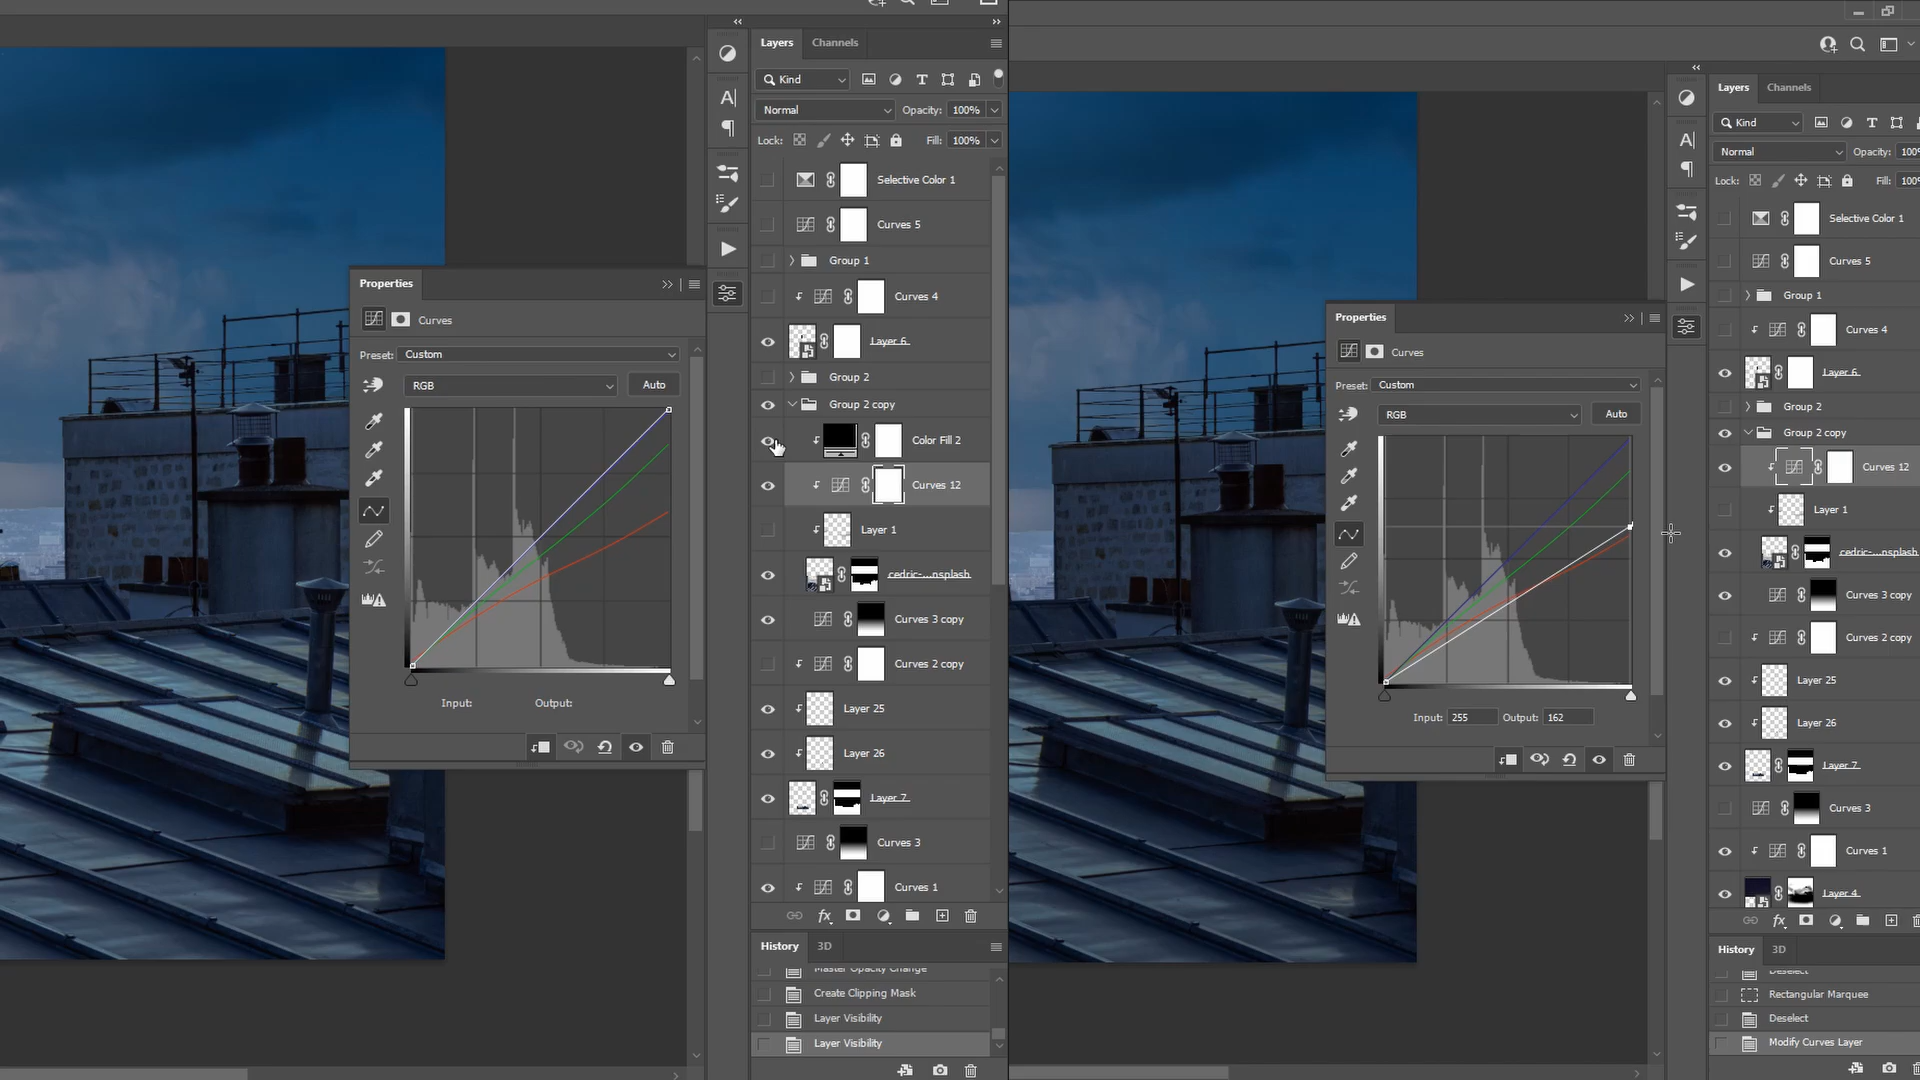 Layers Channels
Kind
Normal Opacity: 100%
Lock: Fill: 100%
Selective Color 1
Curves 5
Group 1
Curves 4
Layer 6
Group 2
Group 2 copy
Color Fill 2
Curves 12
Layer 1
cedric-...nsplash
Curves 3 copy
Curves 2 copy
Layer 25
Layer 26
Layer 7
Curves 3
Curves 1
History 3D
Master Opacity Change
Create Clipping Mask
Layer Visibility
Layer Visibility
Properties
Curves
Preset: Custom
RGB Auto
Input: Output:
Layers Channels
Kind
Normal Opacity: 100%
Lock: Fill: 100%
Selective Color 1
Curves 5
Group 1
Curves 4
Layer 6
Group 2
Group 2 copy
Curves 12
Layer 1
cedric-...nsplash
Curves 3 copy
Curves 2 copy
Layer 25
Layer 26
Layer 7
Curves 3
Curves 1
Layer 4
History 3D
Deselect
Rectangular Marquee
Deselect
Modify Curves Layer
Properties
Curves
Preset: Custom
RGB Auto
Input: 255 Output: 162